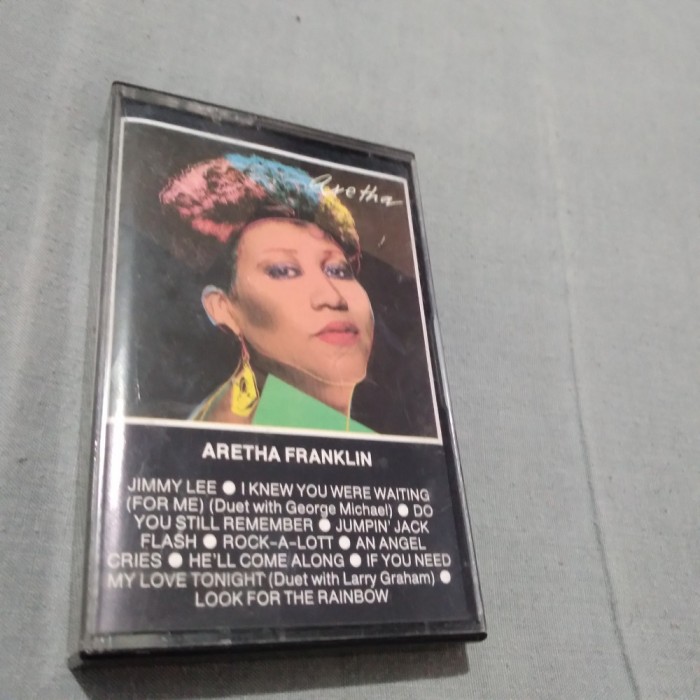 aretha
ARETHA FRANKLIN
JIMMY LEE ● I KNEW YOU WERE WAITING
(FOR ME) (Duet with George Michael) ● DO
YOU STILL REMEMBER ● JUMPIN' JACK
FLASH ● ROCK-A-LOTT ● AN ANGEL
CRIES ● HE'LL COME ALONG ● IF YOU NEED
MY LOVE TONIGHT (Duet with Larry Graham) ●
LOOK FOR THE RAINBOW